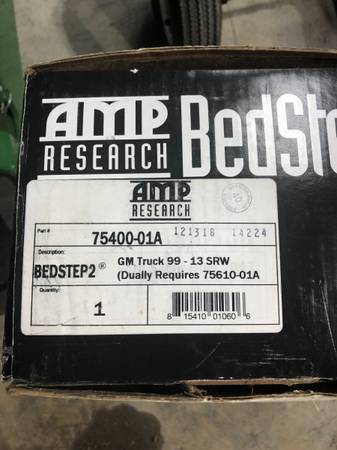 AMP
RESEARCH
BedSte
AMP
RESEARCH
Part #
75400-01A
121318 14224
Description:
BEDSTEP2®
GM Truck 99 - 13 SRW
(Dually Requires 75610-01A
Quantity:
1
8 15410 01060 6